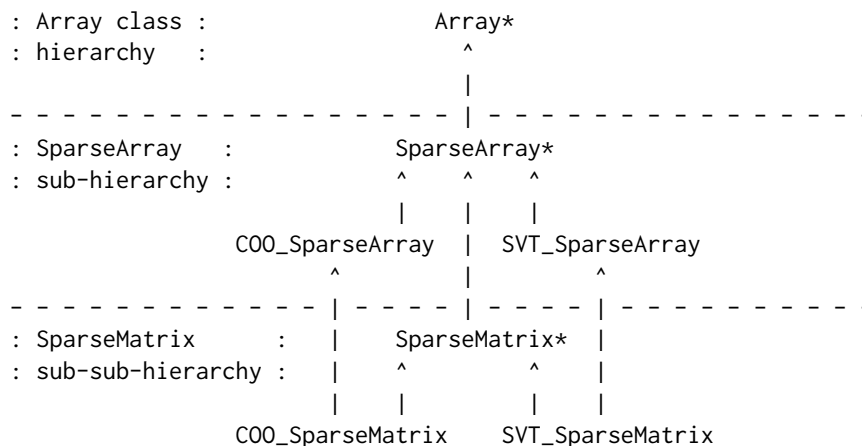 : Array class :                 Array*
: hierarchy   :                   ^
                                  |
- - - - - - - - - - - - - - - - - | - - - - - - - - - - - - - - -
: SparseArray   :            SparseArray*
: sub-hierarchy :            ^    ^    ^
                             |    |    |
                 COO_SparseArray  |  SVT_SparseArray
                        ^         |         ^
- - - - - - - - - - - - | - - - - | - - - - | - - - - - - - - - -
: SparseMatrix      :   |    SparseMatrix*  |
: sub-sub-hierarchy :   |    ^         ^    |
                        |    |         |    |
                 COO_SparseMatrix    SVT_SparseMatrix